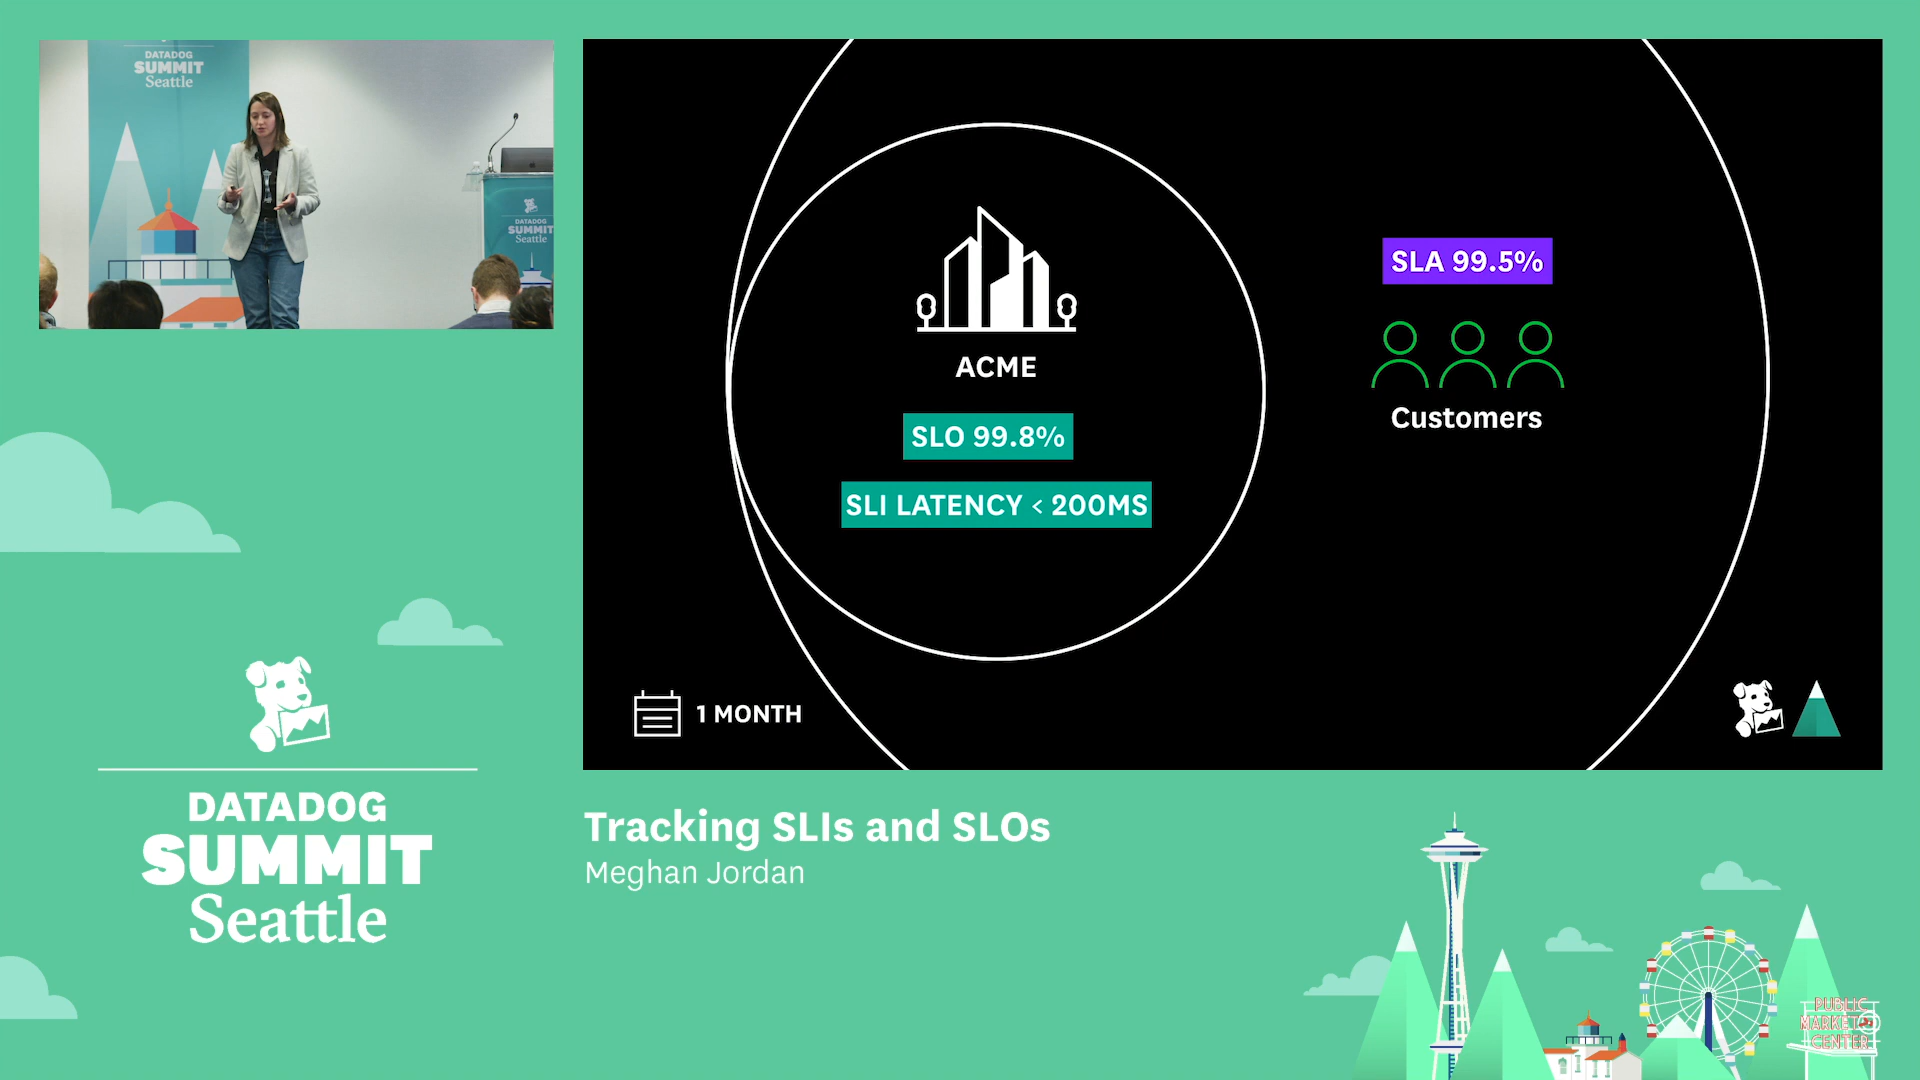 DATADOG
SUMMIT
Seattle
DATADOG
SUMMIT
Seattle
ACME
SLO 99.8%
SLI LATENCY < 200MS
SLA 99.5%
Customers
1 MONTH
Tracking SLIs and SLOs
Meghan Jordan
DATADOG
SUMMIT
Seattle
PUBLIC
MARKET
CENTER